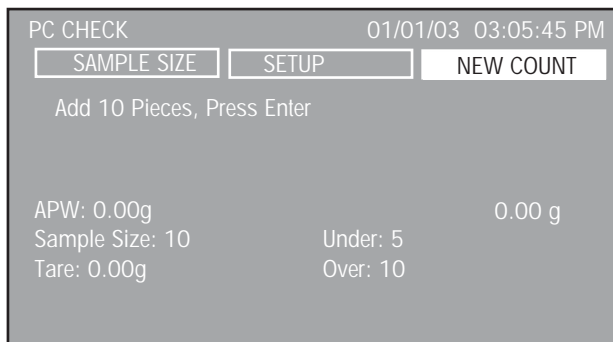 PC CHECK 01/01/03 03:05:45 PM
SAMPLE SIZE SETUP NEW COUNT
Add 10 Pieces, Press Enter
APW: 0.00g 0.00 g
Sample Size: 10 Under: 5
Tare: 0.00g Over: 10